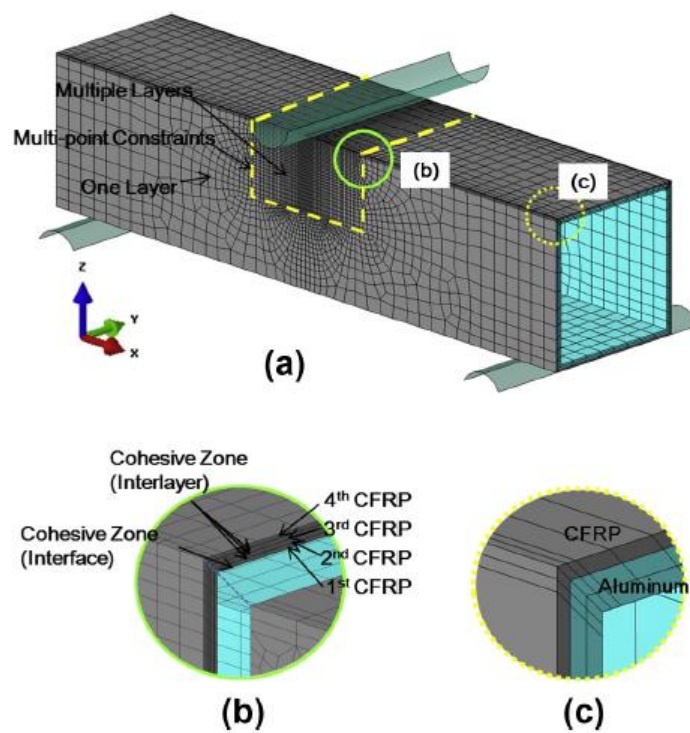 Multiple Layers
Multi-point Constraints
One Layer
(b)
(c)
Z
Y
X
(a)
Cohesive Zone
(Interlayer)
Cohesive Zone
(Interface)
4th CFRP
3rd CFRP
2nd CFRP
1st CFRP
CFRP
Aluminum
(b)
(c)